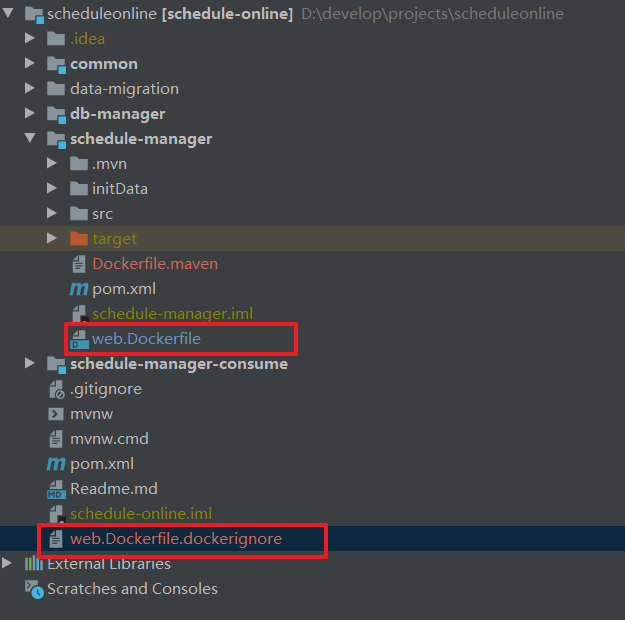 scheduleonline [schedule-online] D:\develop\projects\scheduleonline
.idea
common
data-migration
db-manager
schedule-manager
.mvn
initData
src
target
Dockerfile.maven
m pom.xml
schedule-manager.iml
D web.Dockerfile
schedule-manager-consume
.gitignore
mvnw
mvnw.cmd
m pom.xml
MD Readme.md
schedule-online.iml
web.Dockerfile.dockerignore
External Libraries
Scratches and Consoles